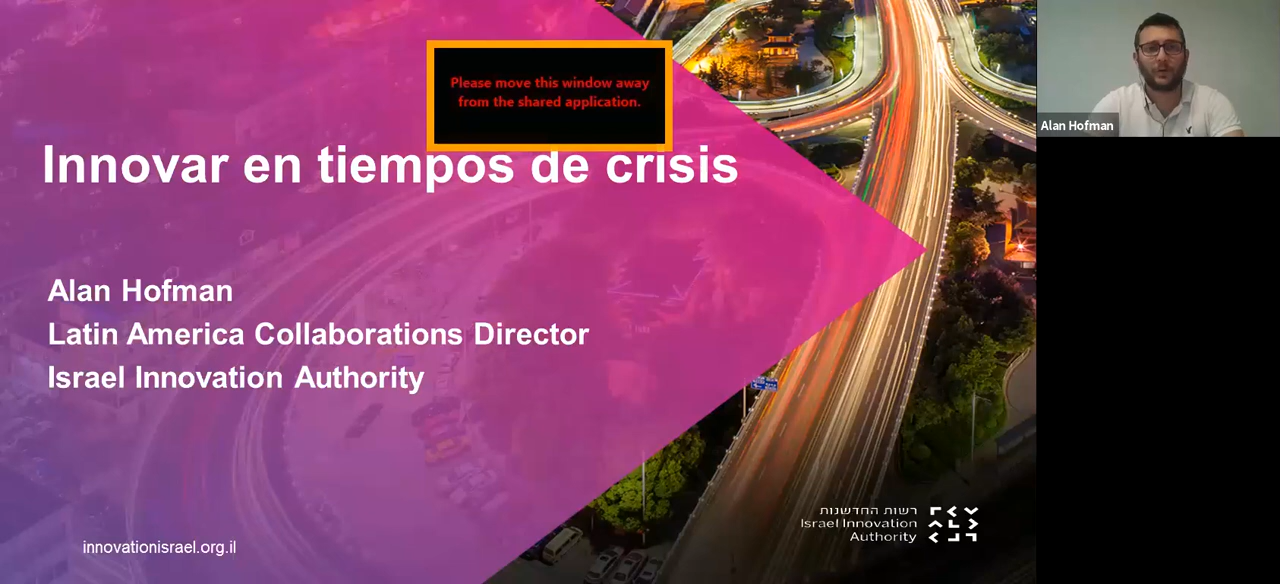 Please move this window away
from the shared application.
Innovar en tiempos de crisis
Alan Hofman
Latin America Collaborations Director
Israel Innovation Authority
innovationisrael.org.il
רשות החדשנות
Israel Innovation
Authority
Alan Hofman